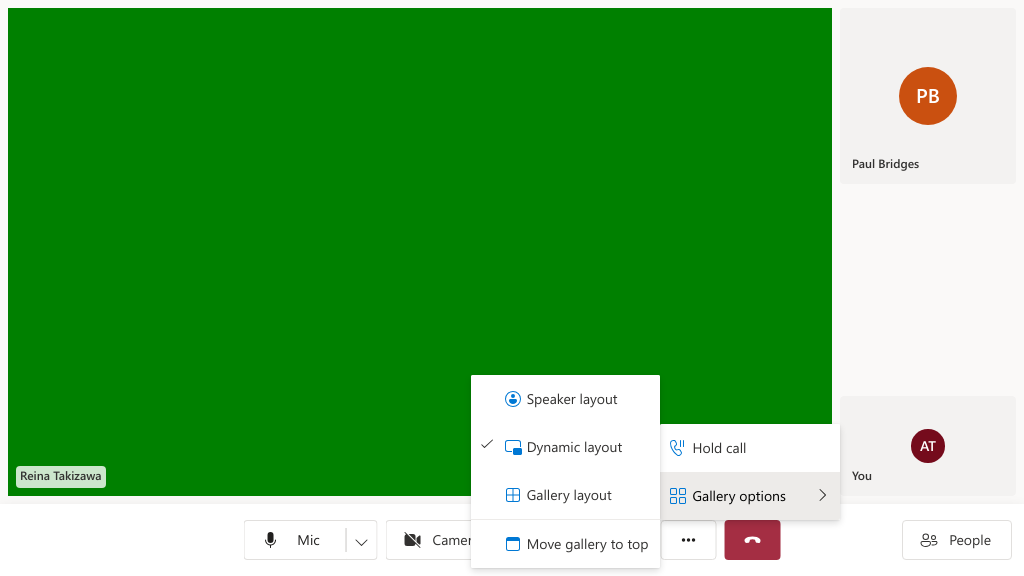 PB
Paul Bridges
Reina Takizawa
AT
You
Speaker layout
Dynamic layout
Gallery layout
Move gallery to top
Hold call
Gallery options
Mic
Camer
People